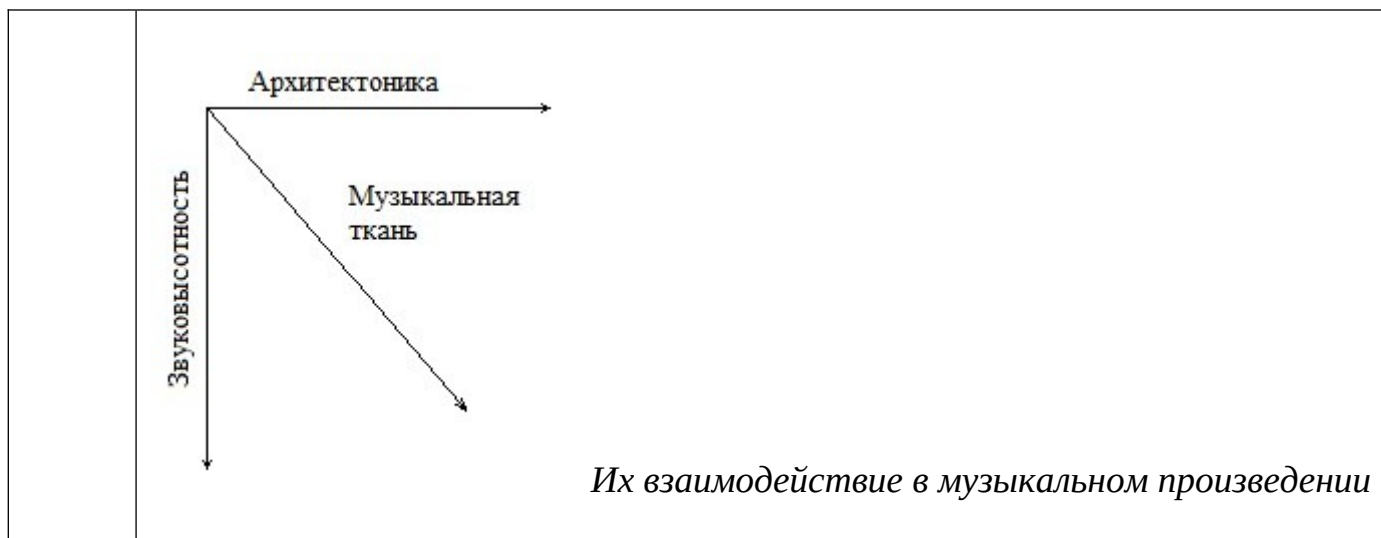 Архитектоника
Звуковысотность
Музыкальная
ткань
Их взаимодействие в музыкальном произведении